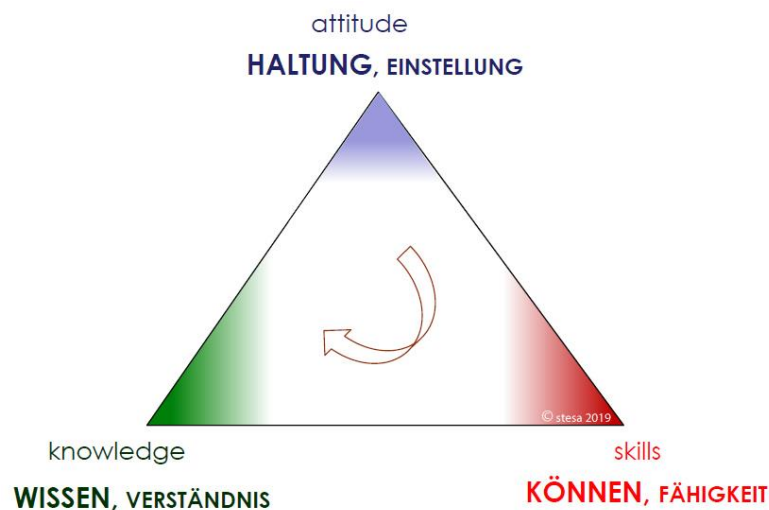 attitude
HALTUNG, EINSTELLUNG
© stesa 2019
knowledge
skills
WISSEN, VERSTÄNDNIS
KÖNNEN, FÄHIGKEIT